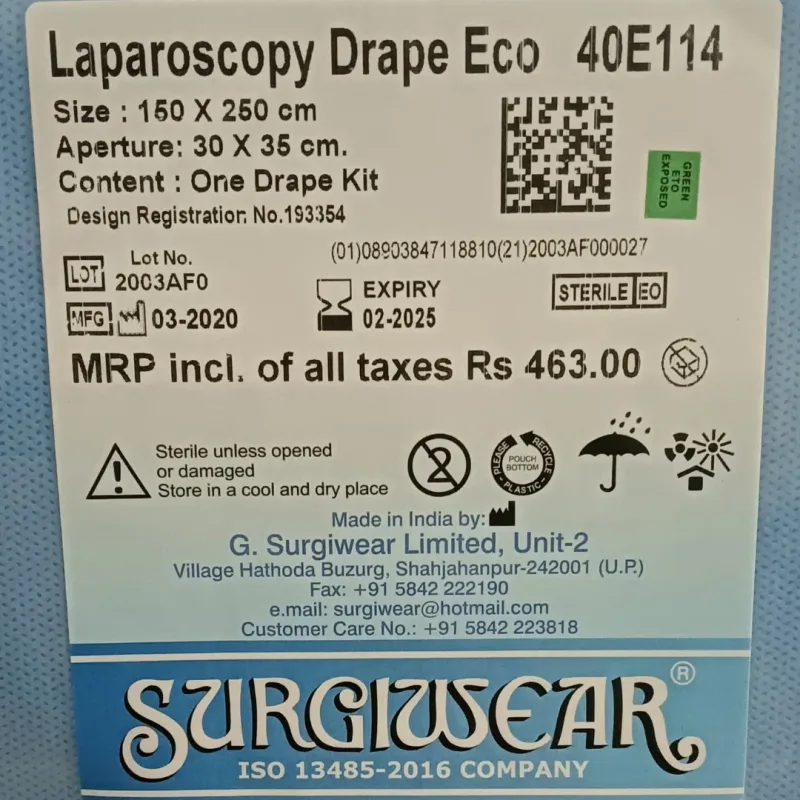 Laparoscopy Drape Eco 40E114
Size : 150 X 250 cm
Aperture: 30 X 35 cm.
Content : One Drape Kit
Design Registration No.193354
GREEN
ETO
EXPOSED
(01)08903847118810(21)2003AF000027
LOT
Lot No.
2003AF0
MFG 03-2020
EXPIRY
02-2025
STERILE EO
MRP incl. of all taxes Rs 463.00
Sterile unless opened
or damaged
Store in a cool and dry place
2
PLEASE RECYCLE
POUCH
BOTTOM
PLASTIC
Made in India by:
G. Surgiwear Limited, Unit-2
Village Hathoda Buzurg, Shahjahanpur-242001 (U.P.)
Fax: +91 5842 222190
e.mail: surgiwear@hotmail.com
Customer Care No.: +91 5842 223818
SURGIWEAR®
ISO 13485-2016 COMPANY